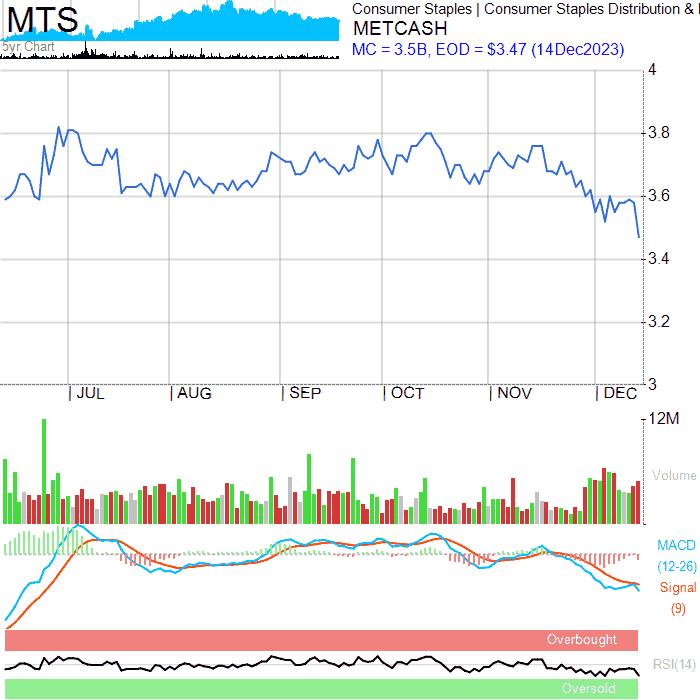 MTS
5yr Chart
Consumer Staples | Consumer Staples Distribution &
METCASH
MC = 3.5B, EOD = $3.47 (14Dec2023)
4
3.8
3.6
3.4
3.2
3
| JUL | AUG | SEP | OCT | NOV | DEC
12M
Volume
MACD
(12-26)
Signal
(9)
Overbought
RSI(14)
Oversold